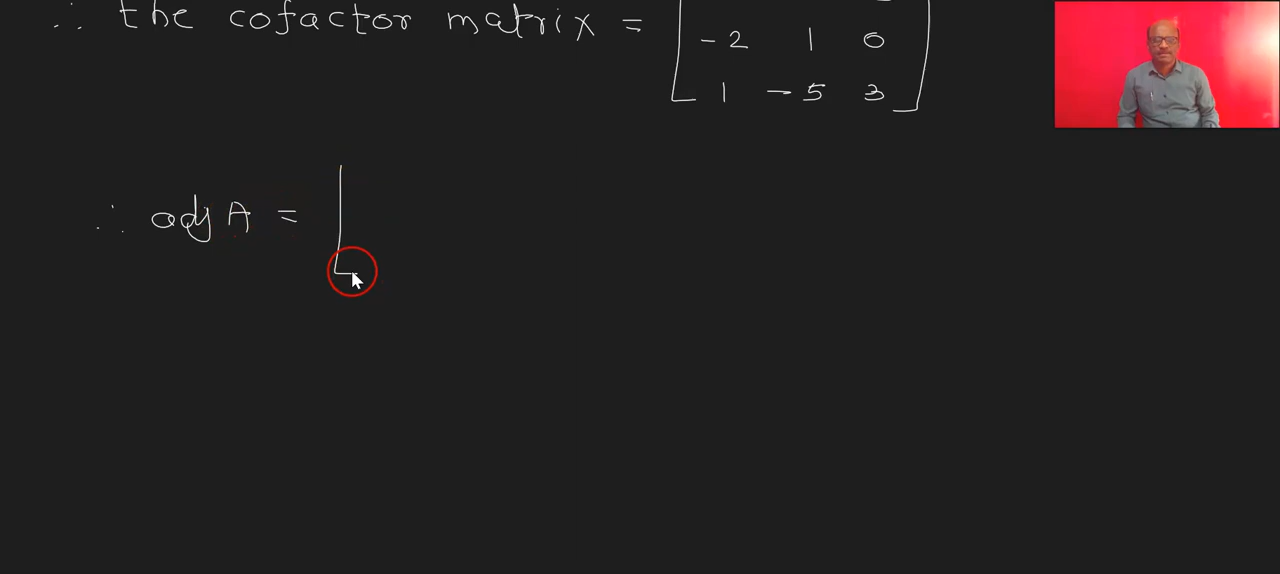 ∴ the cofactor matrix = [
-2 1 0
1 -5 3 ]
∴ adj A = [